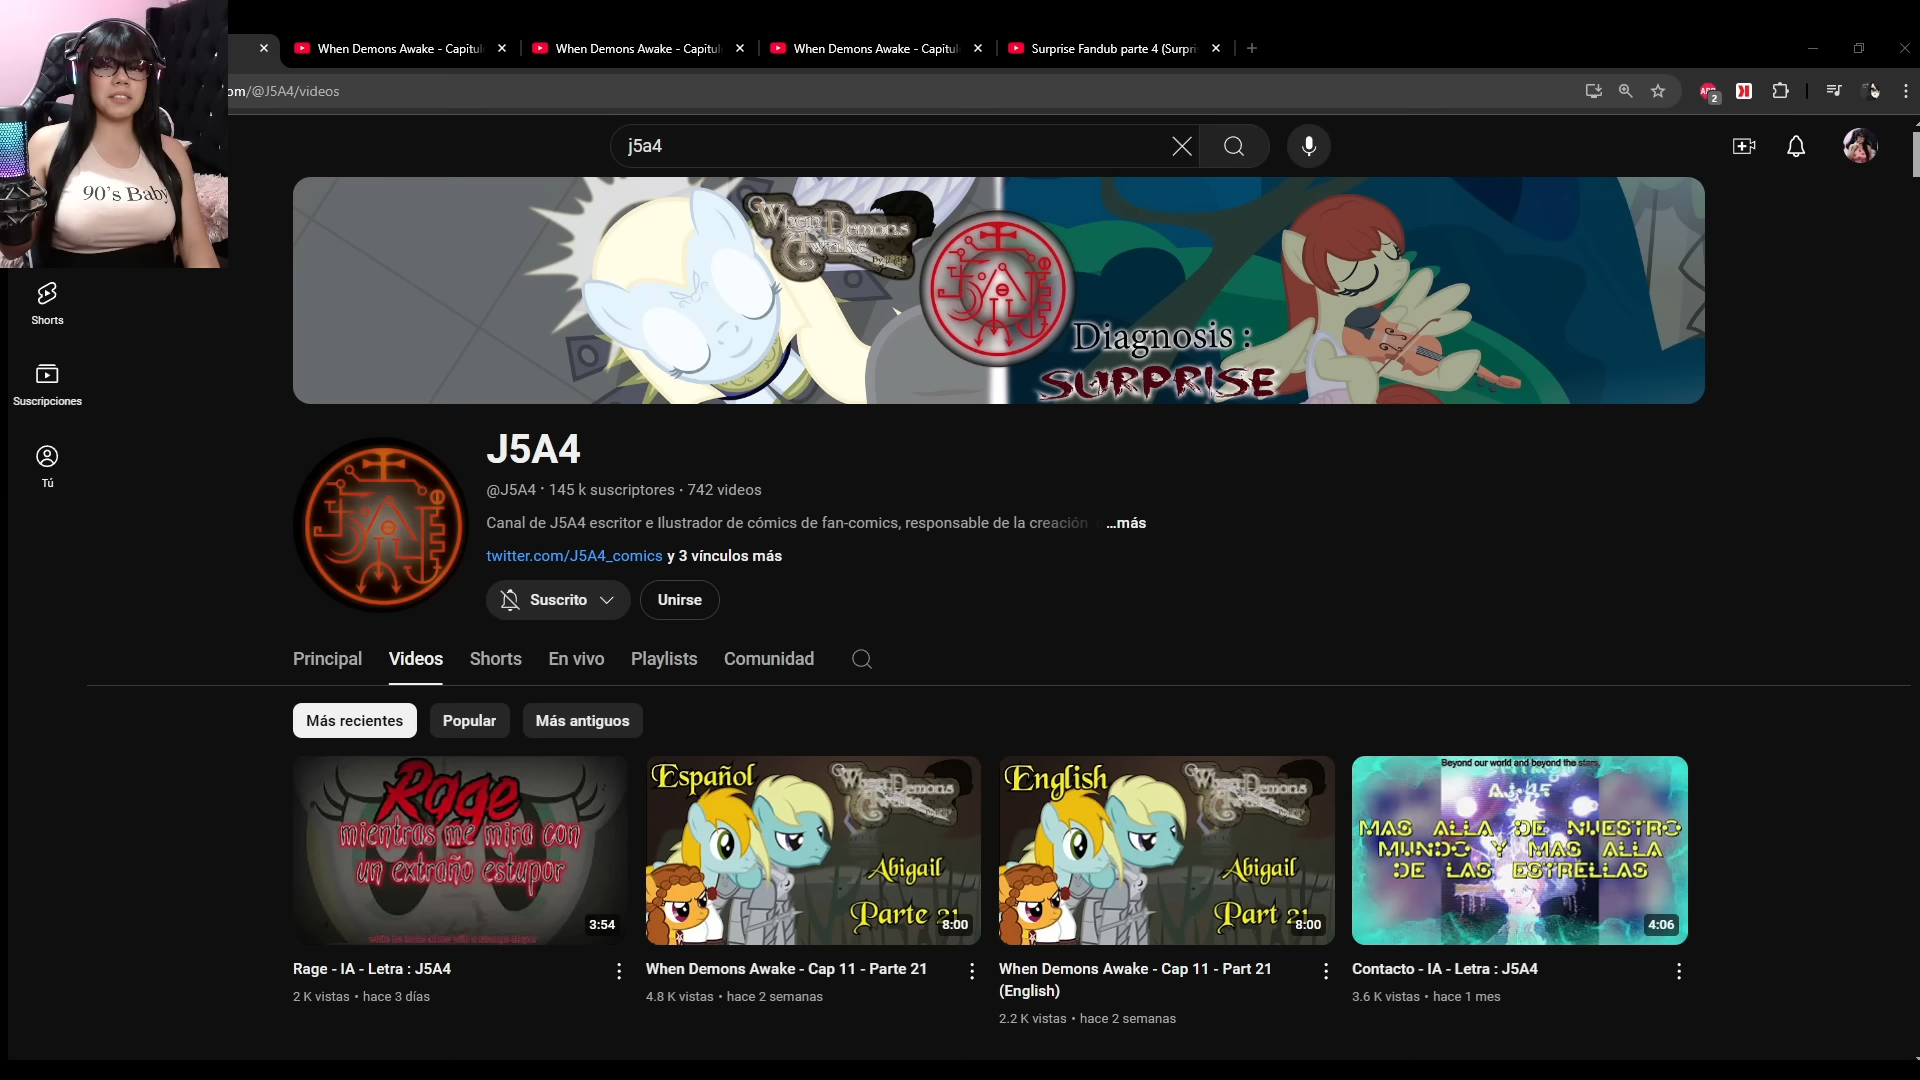 When Demons Awake - Capitul
When Demons Awake - Capitul
When Demons Awake - Capitul
Surprise Fandub parte 4 (Surpri
om/@J5A4/videos
2
j5a4
90's Baby
When Demons
Awake
Diagnosis :
SURPRISE
Shorts
Suscripciones
Tú
J5A4
@J5A4 • 145 k suscriptores • 742 videos
Canal de J5A4 escritor e Ilustrador de cómics de fan-comics, responsable de la creación ...más
twitter.com/J5A4_comics y 3 vínculos más
Suscrito
Unirse
Principal
Videos
Shorts
En vivo
Playlists
Comunidad
Más recientes
Popular
Más antiguos
Rage
mientras me mira con
un extraño estupor
3:54
Rage - IA - Letra : J5A4
2 K vistas • hace 3 días
Español
When Demons
Awake
Abigail
Parte 21
8:00
When Demons Awake - Cap 11 - Parte 21
4.8 K vistas • hace 2 semanas
English
When Demons
Awake
Abigail
Part 21
8:00
When Demons Awake - Cap 11 - Part 21
(English)
2.2 K vistas • hace 2 semanas
Beyond our world and beyond the stars.
MAS ALLA DE NUESTRO
MUNDO Y MAS ALLA
DE LAS ESTRELLAS
4:06
Contacto - IA - Letra : J5A4
3.6 K vistas • hace 1 mes